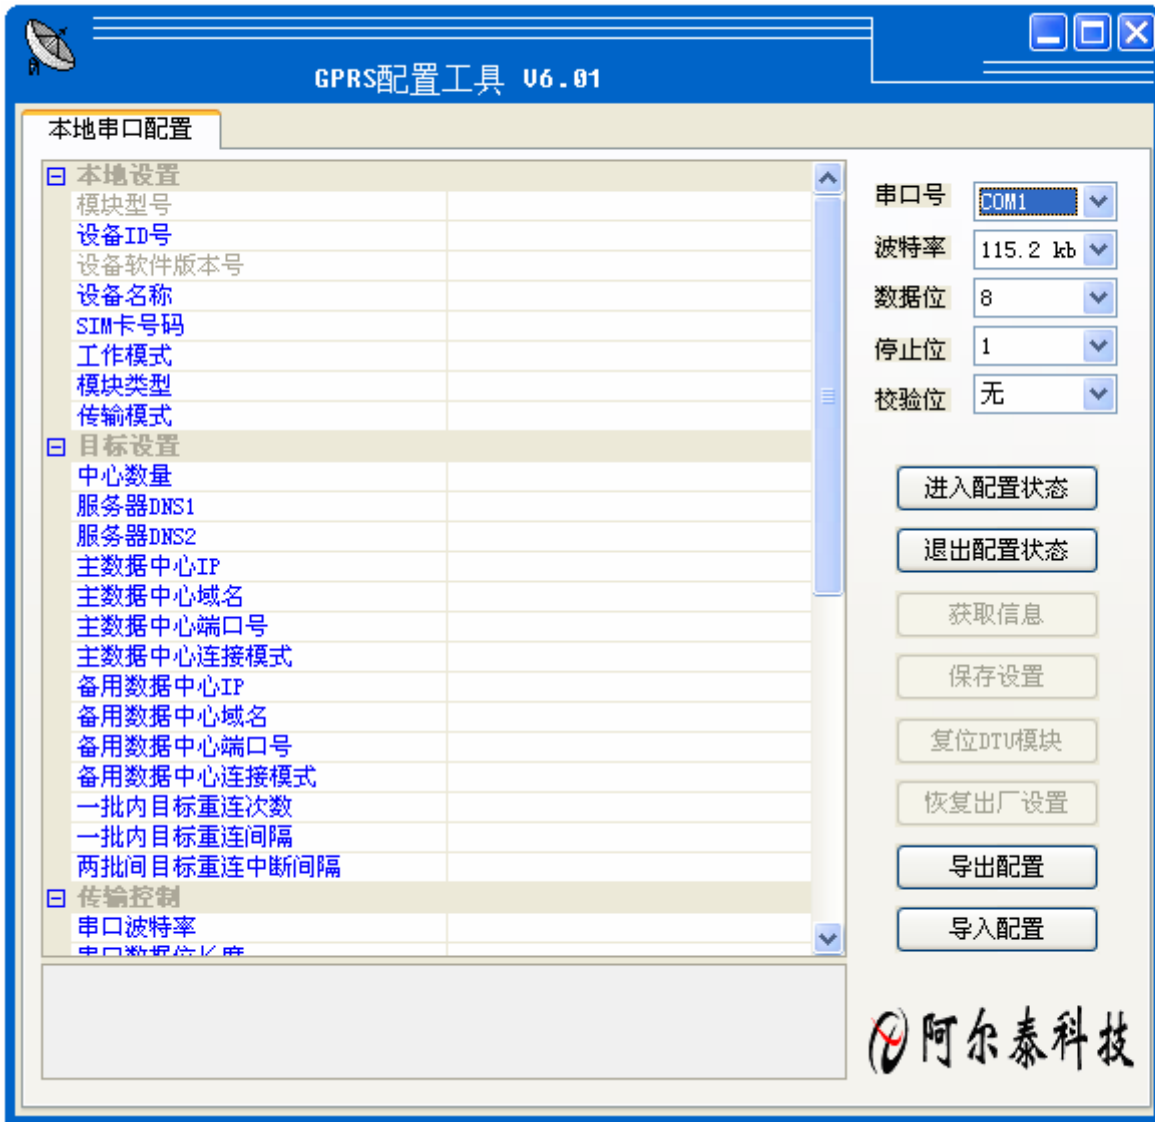 GPRS配置工具 V6.01
本地串口配置
本地设置
模块型号
设备ID号
设备软件版本号
设备名称
SIM卡号码
工作模式
模块类型
传输模式
目标设置
中心数量
服务器DNS1
服务器DNS2
主数据中心IP
主数据中心域名
主数据中心端口号
主数据中心连接模式
备用数据中心IP
备用数据中心域名
备用数据中心端口号
备用数据中心连接模式
一批内目标重连次数
一批内目标重连间隔
两批间目标重连中断间隔
传输控制
串口波特率
串口数据位长度
串口号 COM1
波特率 115.2 kb
数据位 8
停止位 1
校验位 无
进入配置状态
退出配置状态
获取信息
保存设置
复位DTU模块
恢复出厂设置
导出配置
导入配置
阿尔泰科技